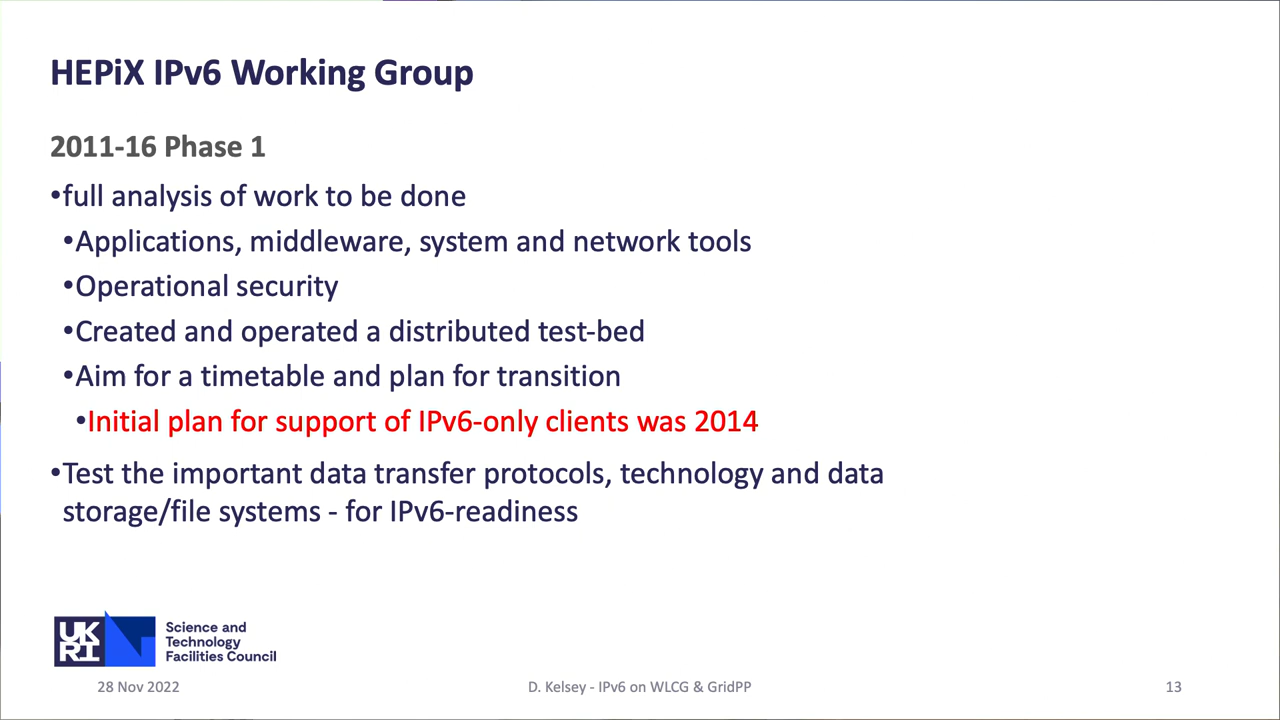 HEPiX IPv6 Working Group
2011-16 Phase 1
•full analysis of work to be done
•Applications, middleware, system and network tools
•Operational security
•Created and operated a distributed test-bed
•Aim for a timetable and plan for transition
•Initial plan for support of IPv6-only clients was 2014
•Test the important data transfer protocols, technology and data
storage/file systems - for IPv6-readiness
UK
RI
Science and
Technology
Facilities Council
28 Nov 2022
D. Kelsey - IPv6 on WLCG & GridPP
13